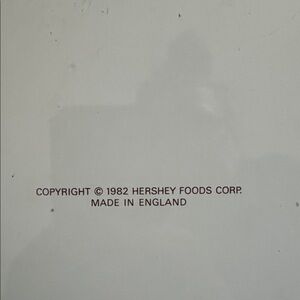 COPYRIGHT © 1982 HERSHEY FOODS CORP.
MADE IN ENGLAND